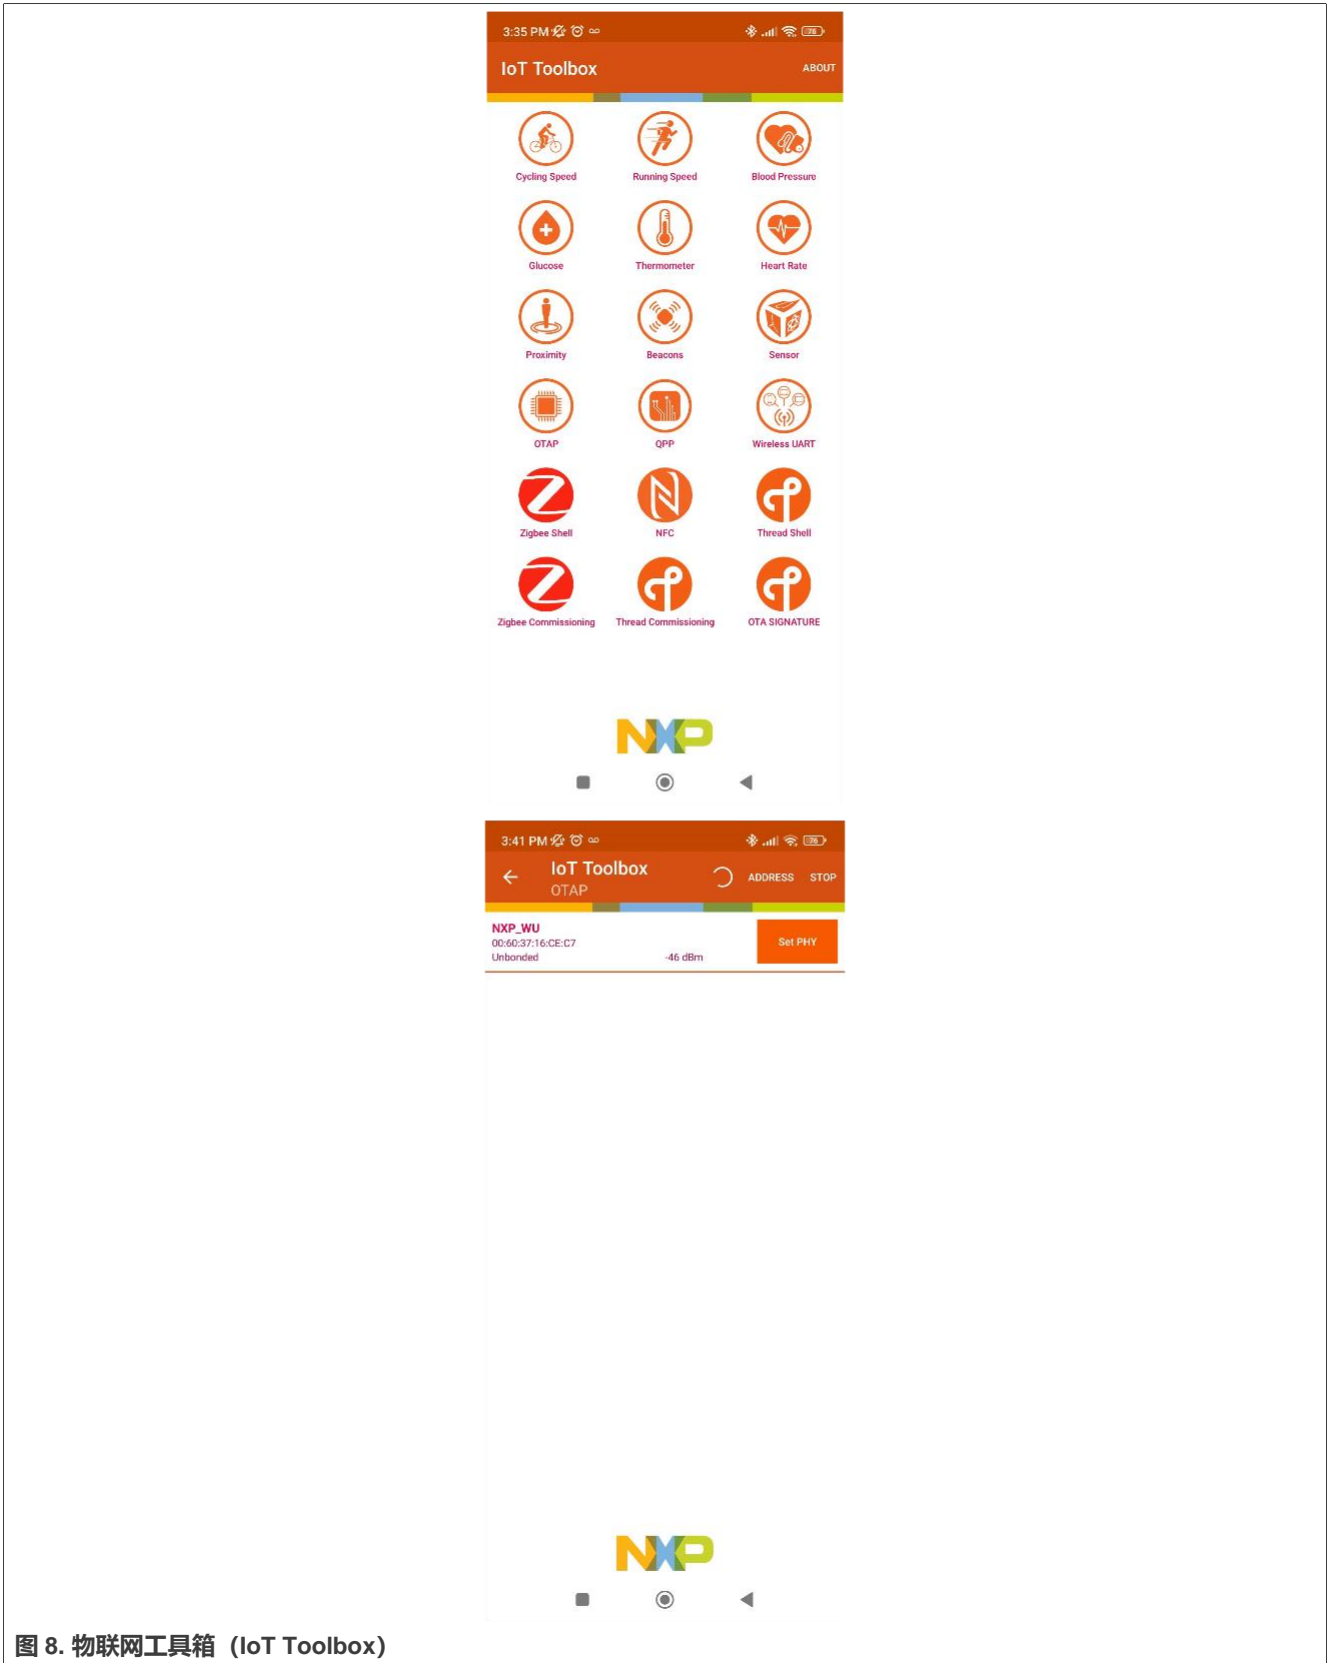 3:35 PM
76
IoT Toolbox
ABOUT
Cycling Speed
Running Speed
Blood Pressure
Glucose
Thermometer
Heart Rate
Proximity
Beacons
Sensor
OTAP
QPP
Wireless UART
Zigbee Shell
NFC
Thread Shell
Zigbee Commissioning
Thread Commissioning
OTA SIGNATURE
NXP
3:41 PM
76
IoT Toolbox
ADDRESS STOP
OTAP
NXP_WU
00:60:37:16:CE:C7
Unbonded -46 dBm
Set PHY
NXP
图 8. 物联网工具箱（IoT Toolbox）